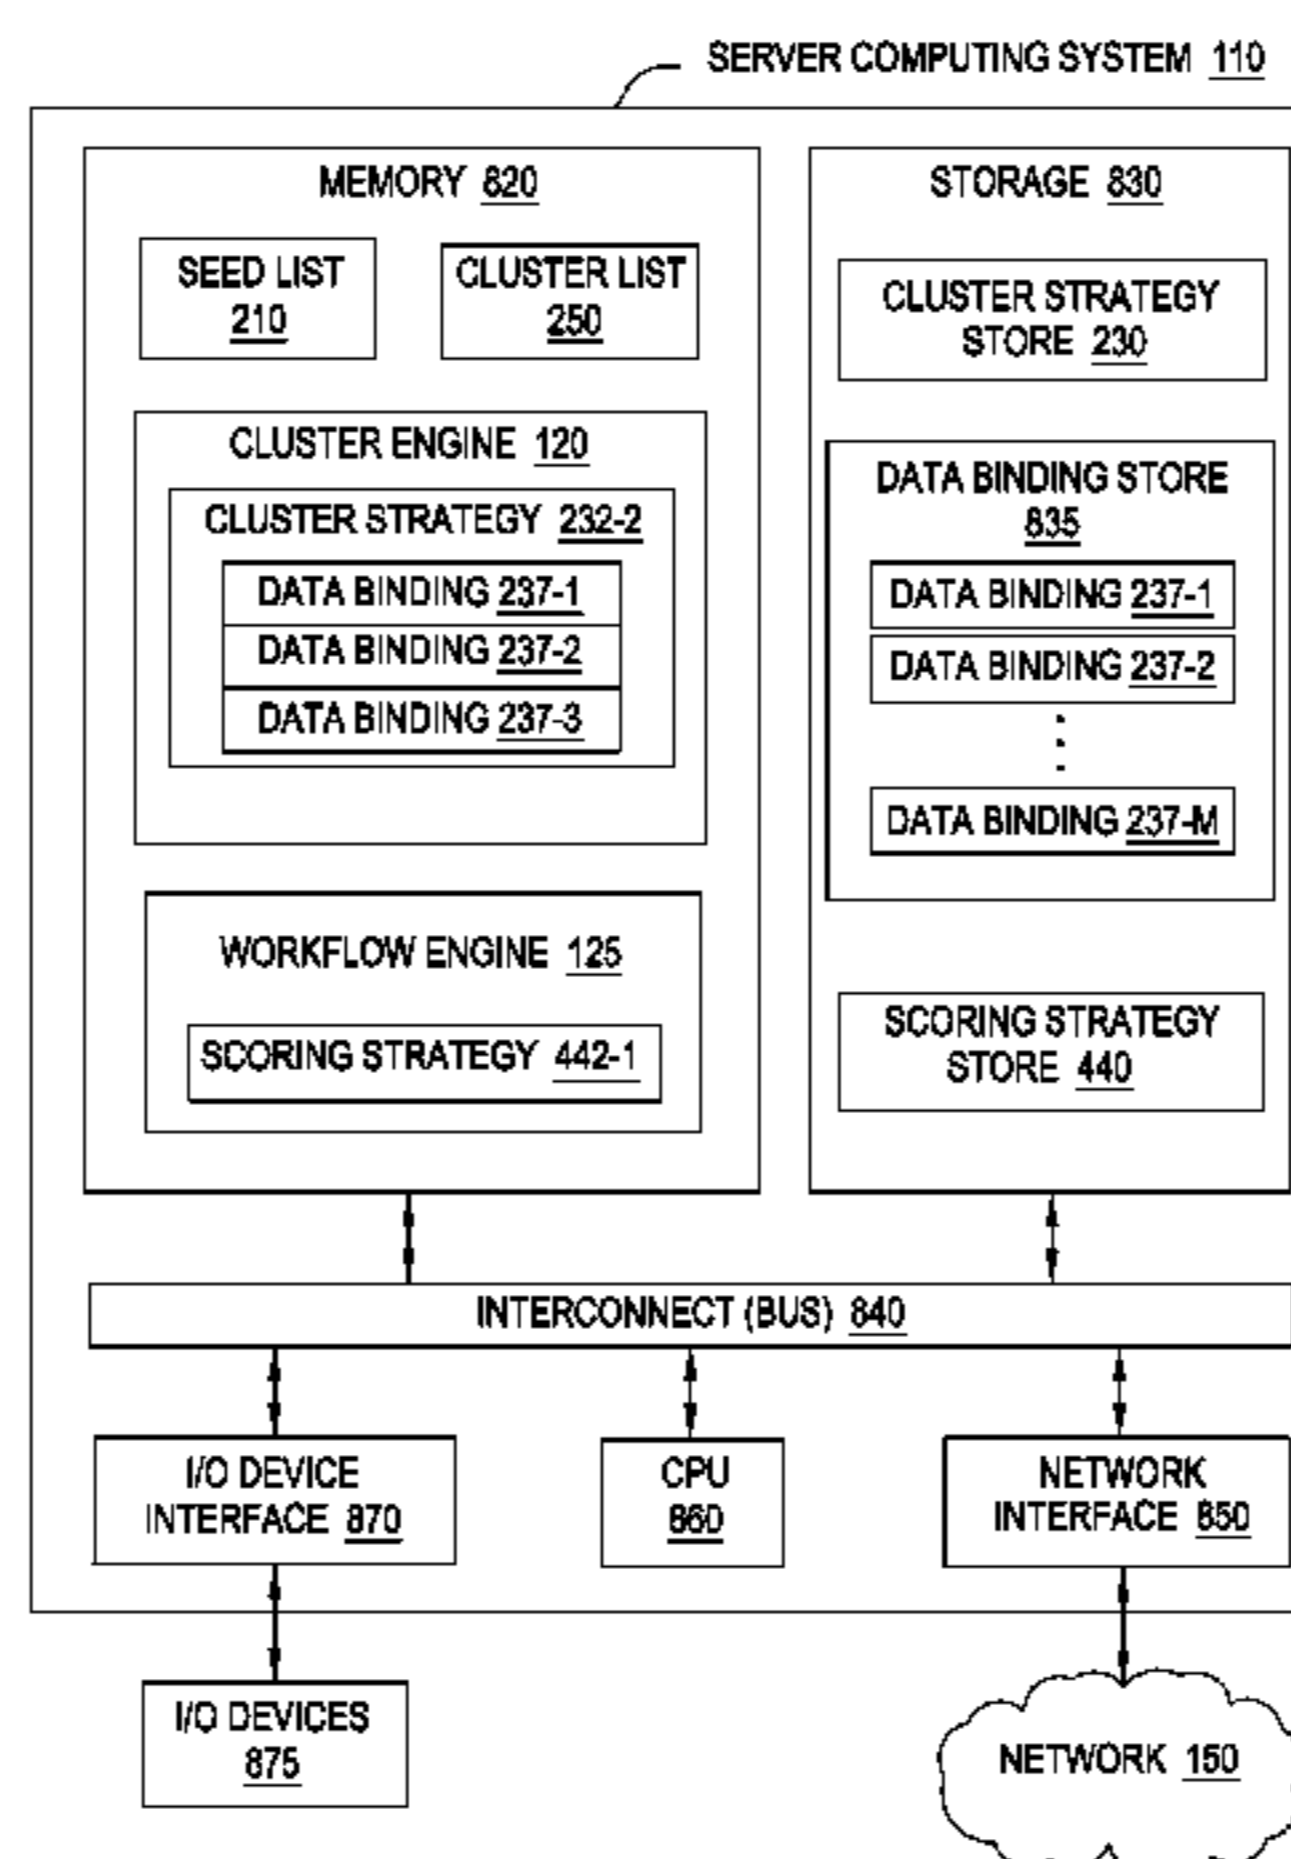 SERVER COMPUTING SYSTEM 110
MEMORY 820
SEED LIST
210
CLUSTER LIST
250
CLUSTER ENGINE 120
CLUSTER STRATEGY 232-2
DATA BINDING 237-1
DATA BINDING 237-2
DATA BINDING 237-3
WORKFLOW ENGINE 125
SCORING STRATEGY 442-1
STORAGE 830
CLUSTER STRATEGY
STORE 230
DATA BINDING STORE
835
DATA BINDING 237-1
DATA BINDING 237-2
DATA BINDING 237-M
SCORING STRATEGY
STORE 440
INTERCONNECT (BUS) 840
I/O DEVICE
INTERFACE 870
CPU
860
NETWORK
INTERFACE 850
I/O DEVICES
875
NETWORK 150